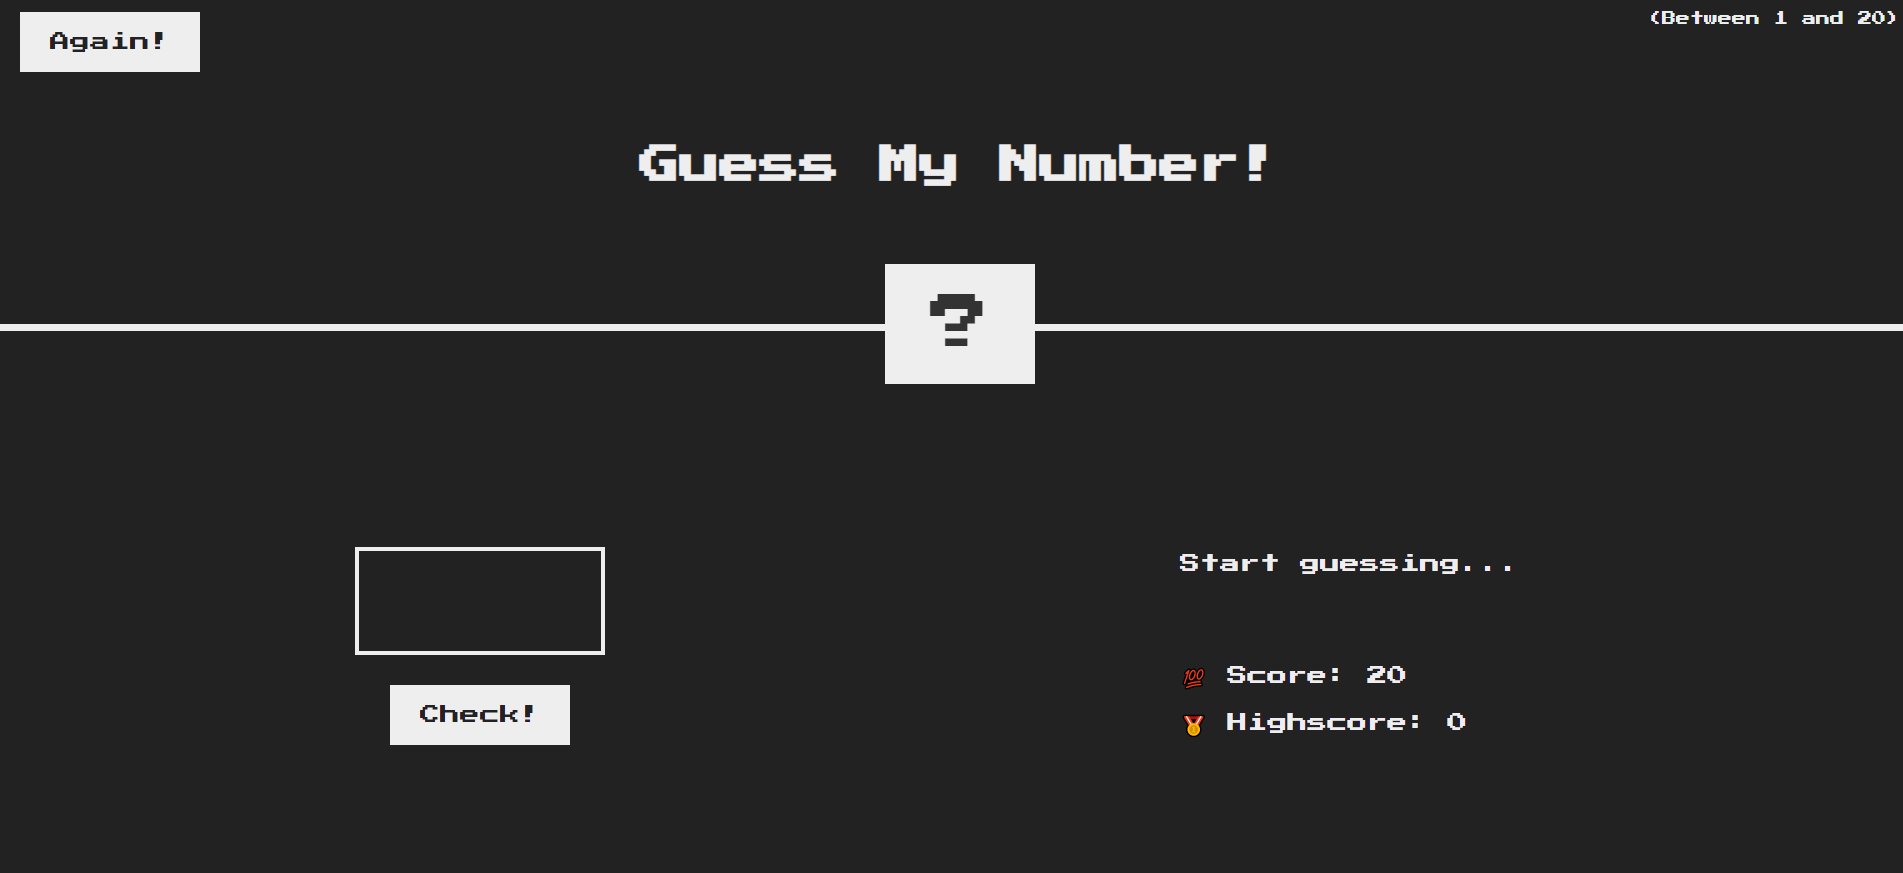 Again!
(Between 1 and 20)
Guess My Number!
?
Start guessing...
💯 Score: 20
🥇 Highscore: 0
Check!